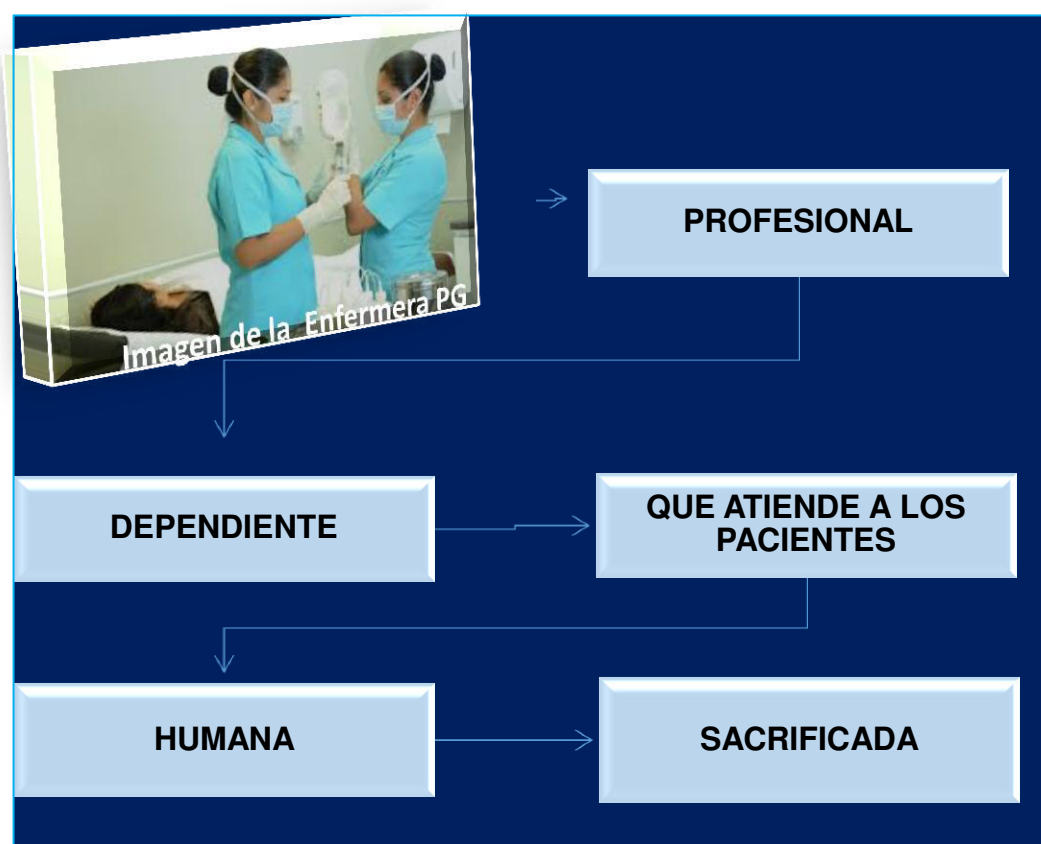 Imagen de la Enfermera PG
PROFESIONAL
DEPENDIENTE
QUE ATIENDE A LOS
PACIENTES
HUMANA
SACRIFICADA